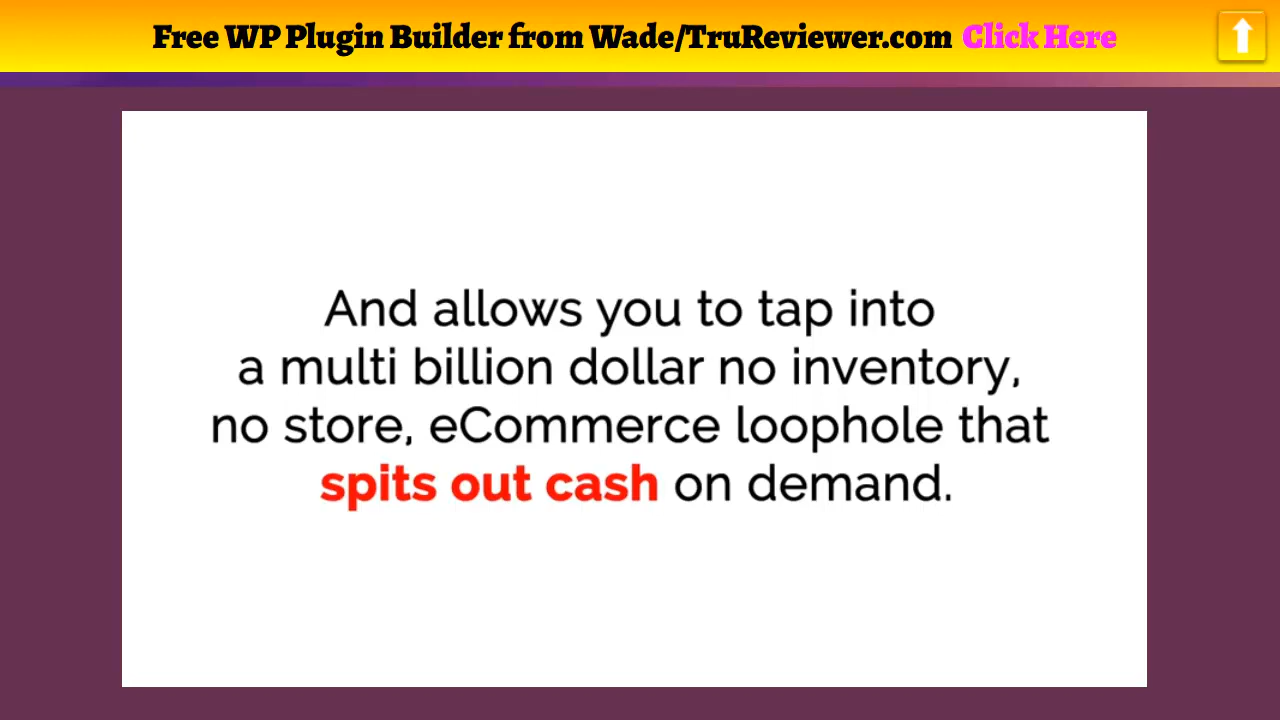 Free WP Plugin Builder from Wade/TruReviewer.com Click Here
And allows you to tap into
a multi billion dollar no inventory,
no store, eCommerce loophole that
spits out cash on demand.